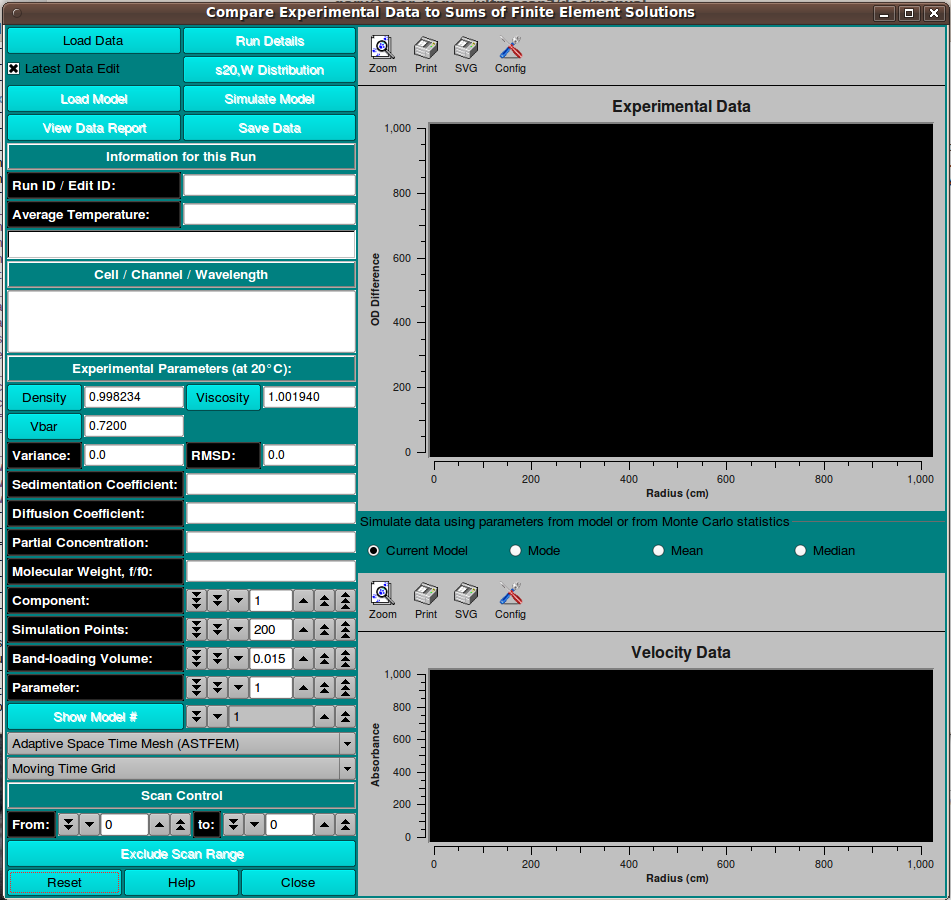 Compare Experimental Data to Sums of Finite Element Solutions
Load Data
Run Details
Latest Data Edit
s20,W Distribution
Load Model
Simulate Model
View Data Report
Save Data
Information for this Run
Run ID / Edit ID:
Average Temperature:
Cell / Channel / Wavelength
Experimental Parameters (at 20°C):
Density 0.998234 Viscosity 1.001940
Vbar 0.7200
Variance: 0.0 RMSD: 0.0
Sedimentation Coefficient:
Diffusion Coefficient:
Partial Concentration:
Molecular Weight, f/f0:
Component: 1
Simulation Points: 200
Band-loading Volume: 0.015
Parameter: 1
Show Model # 1
Adaptive Space Time Mesh (ASTFEM)
Moving Time Grid
Scan Control
From: 0 to: 0
Exclude Scan Range
Reset Help Close
Zoom Print SVG Config
Experimental Data
OD Difference
1,000
800
600
400
200
0
0 200 400 600 800 1,000
Radius (cm)
Simulate data using parameters from model or from Monte Carlo statistics
Current Model Mode Mean Median
Zoom Print SVG Config
Velocity Data
Absorbance
1,000
800
600
400
200
0
0 200 400 600 800 1,000
Radius (cm)